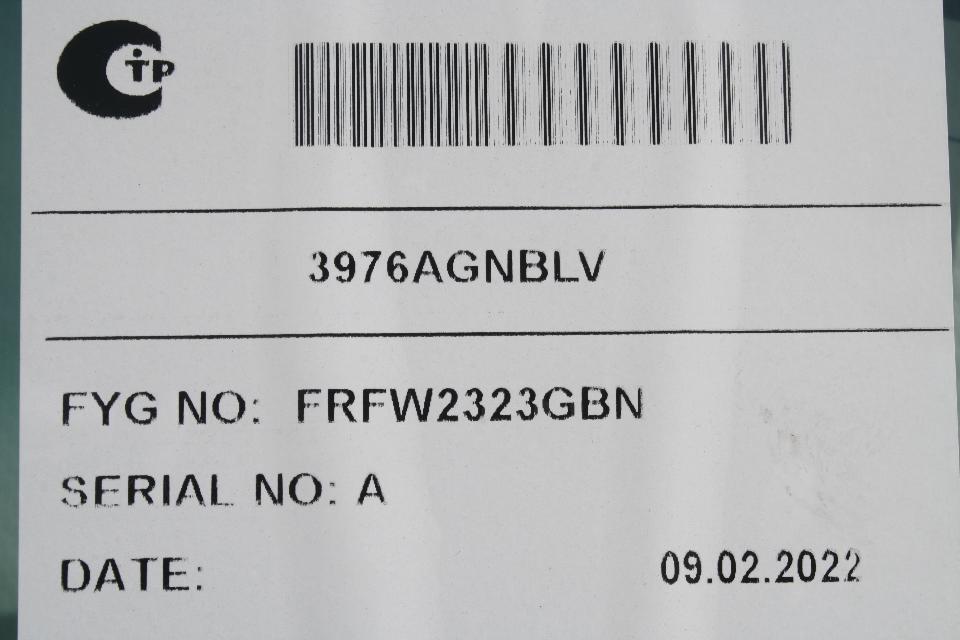 3976AGNBLV
FYG NO: FRFW2323GBN
SERIAL NO: A
DATE: 09.02.2022